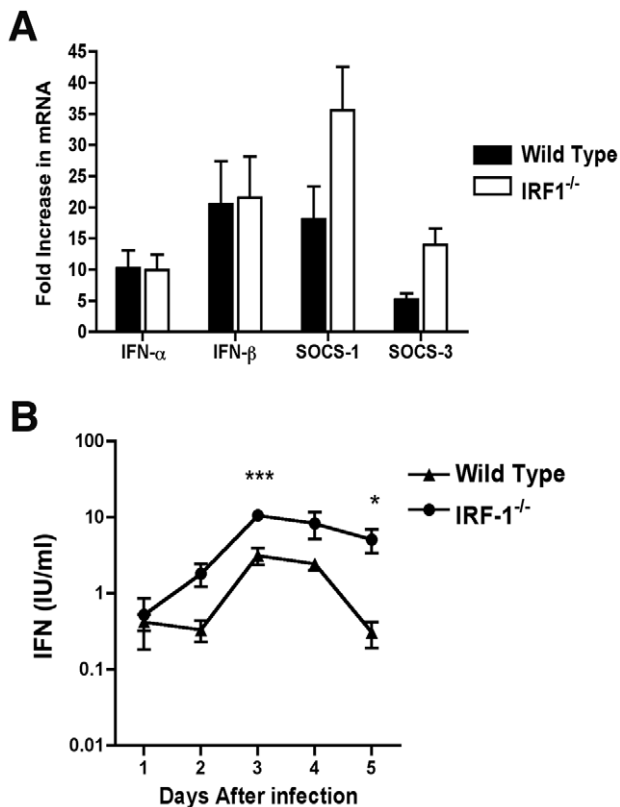 A
Fold Increase in mRNA
45
40
35
30
25
20
15
10
5
0
IFN-α IFN-β SOCS-1 SOCS-3
Wild Type
IRF1-/-
B
IFN (IU/ml)
100
10
1
0.1
0.01
***
*
1 2 3 4 5
Days After infection
Wild Type
IRF-1-/-